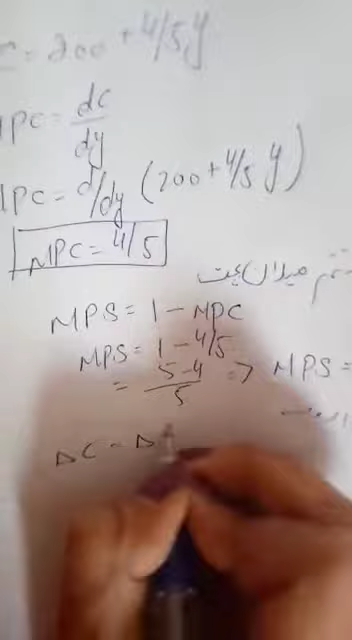 C = 200 + 4/5 y
MPC = dc/dy
MPC = d/dy (200 + 4/5 y)
MPC = 4/5
MPS = 1 - MPC
MPS = 1 - 4/5
= 5-4/5 => MPS =
ΔC = Δ